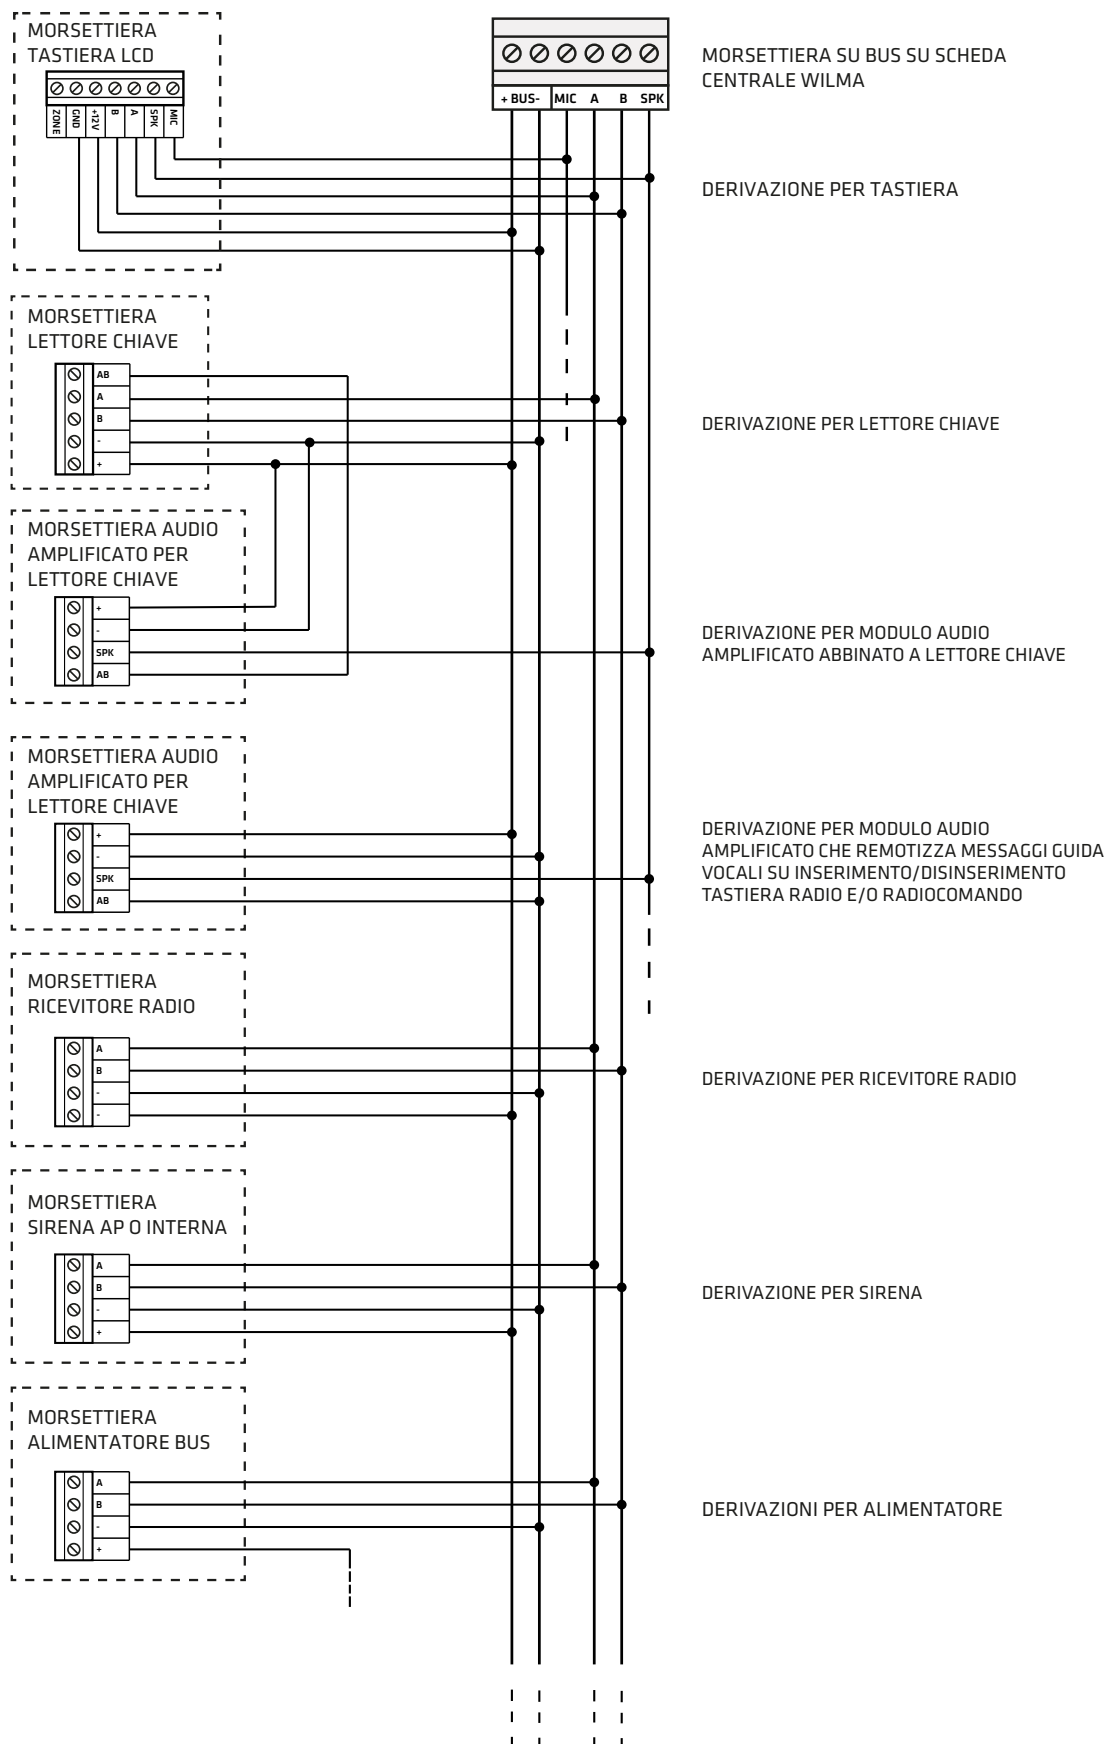 MORSETTIERA
TASTIERA LCD
ZONE
GND
+12V
B
A
SPK
MIC
+ BUS-
MIC
A
B
SPK
MORSETTIERA SU BUS SU SCHEDA
CENTRALE WILMA
DERIVAZIONE PER TASTIERA
MORSETTIERA
LETTORE CHIAVE
AB
A
B
-
+
DERIVAZIONE PER LETTORE CHIAVE
MORSETTIERA AUDIO
AMPLIFICATO PER
LETTORE CHIAVE
+
-
SPK
AB
DERIVAZIONE PER MODULO AUDIO
AMPLIFICATO ABBINATO A LETTORE CHIAVE
MORSETTIERA AUDIO
AMPLIFICATO PER
LETTORE CHIAVE
+
-
SPK
AB
DERIVAZIONE PER MODULO AUDIO
AMPLIFICATO CHE REMOTIZZA MESSAGGI GUIDA
VOCALI SU INSERIMENTO/DISINSERIMENTO
TASTIERA RADIO E/O RADIOCOMANDO
MORSETTIERA
RICEVITORE RADIO
A
B
-
-
DERIVAZIONE PER RICEVITORE RADIO
MORSETTIERA
SIRENA AP O INTERNA
A
B
-
+
DERIVAZIONE PER SIRENA
MORSETTIERA
ALIMENTATORE BUS
A
B
-
+
DERIVAZIONI PER ALIMENTATORE